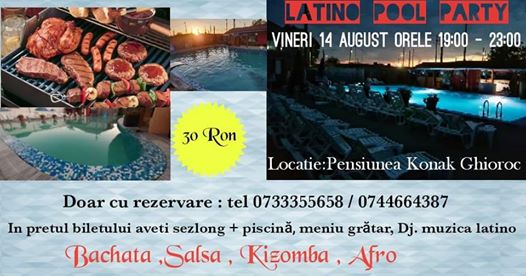 LATINO POOL PARTY
VINERI 14 AUGUST ORELE 19:00 - 23:00
30 Ron
Locatie:Pensiunea Konak Ghioroc
Doar cu rezervare : tel 0733355658 / 0744664387
In pretul biletului aveti sezlong + piscină, meniu grătar, Dj. muzica latino
Bachata ,Salsa , Kizomba , Afro